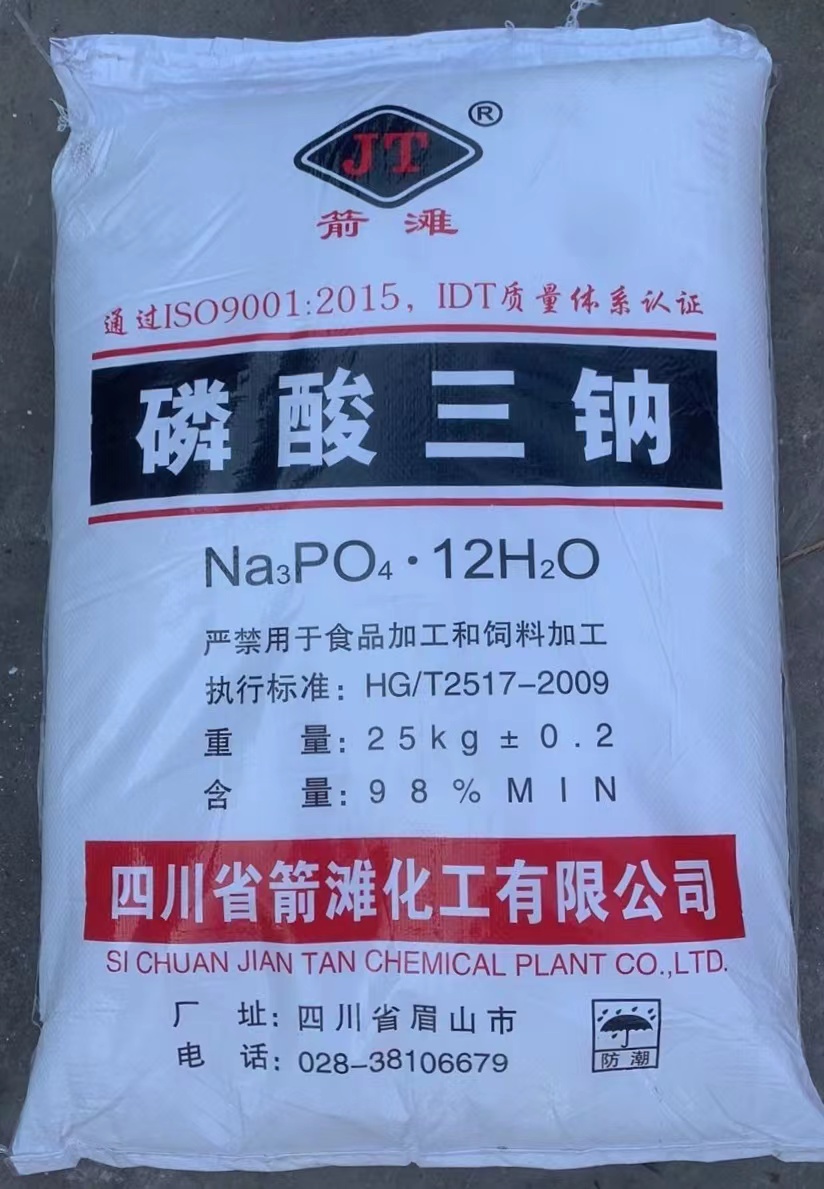 JT ®
箭滩
通过ISO9001:2015，IDT质量体系认证
磷酸三钠
Na₃PO₄·12H₂O
严禁用于食品加工和饲料加工
执行标准：HG/T2517-2009
重量：25kg±0.2
含量：98%MIN
四川省箭滩化工有限公司
SI CHUAN JIAN TAN CHEMICAL PLANT CO.,LTD.
厂址：四川省眉山市
电话：028-38106679
防潮